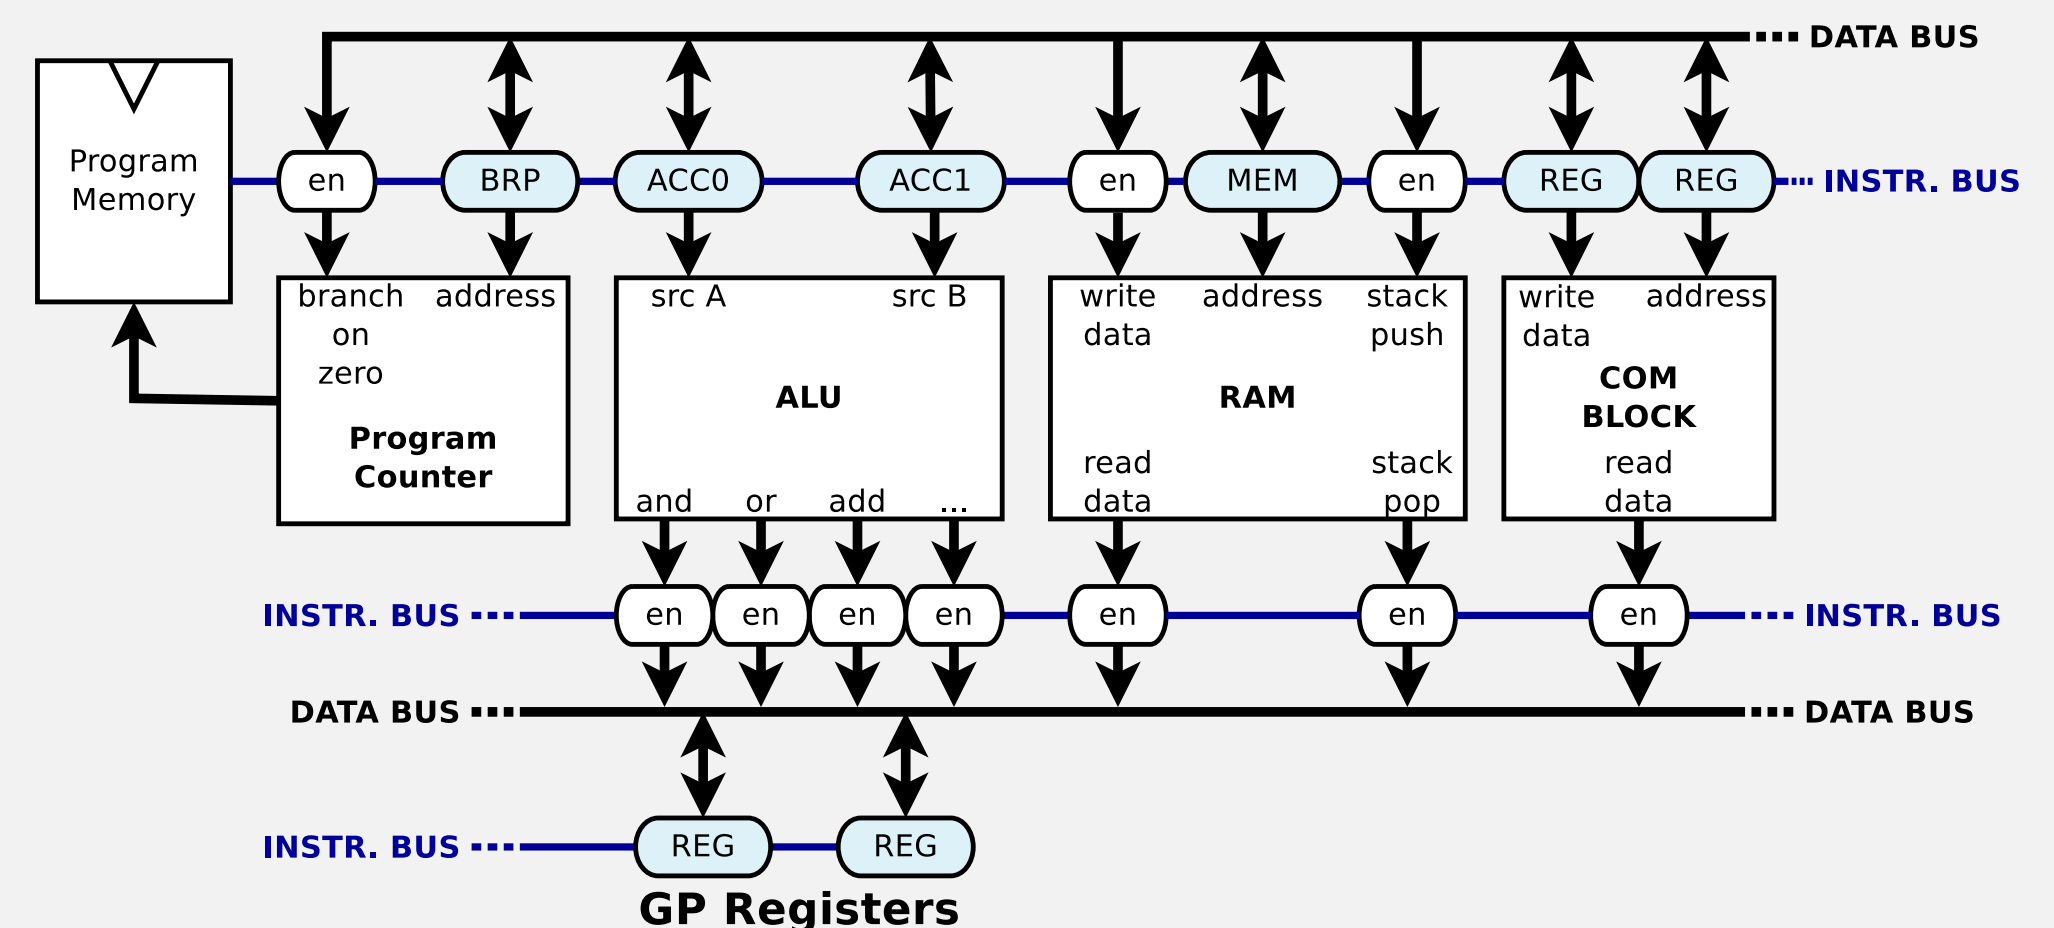 DATA BUS
Program
Memory
en
BRP
ACC0
ACC1
en
MEM
en
REG
REG
INSTR. BUS
branch
on
zero
address
Program
Counter
src A
src B
ALU
and
or
add
...
write
data
address
stack
push
RAM
read
data
stack
pop
write
data
address
COM
BLOCK
read
data
INSTR. BUS
en
en
en
en
en
en
en
INSTR. BUS
DATA BUS
DATA BUS
INSTR. BUS
REG
REG
GP Registers